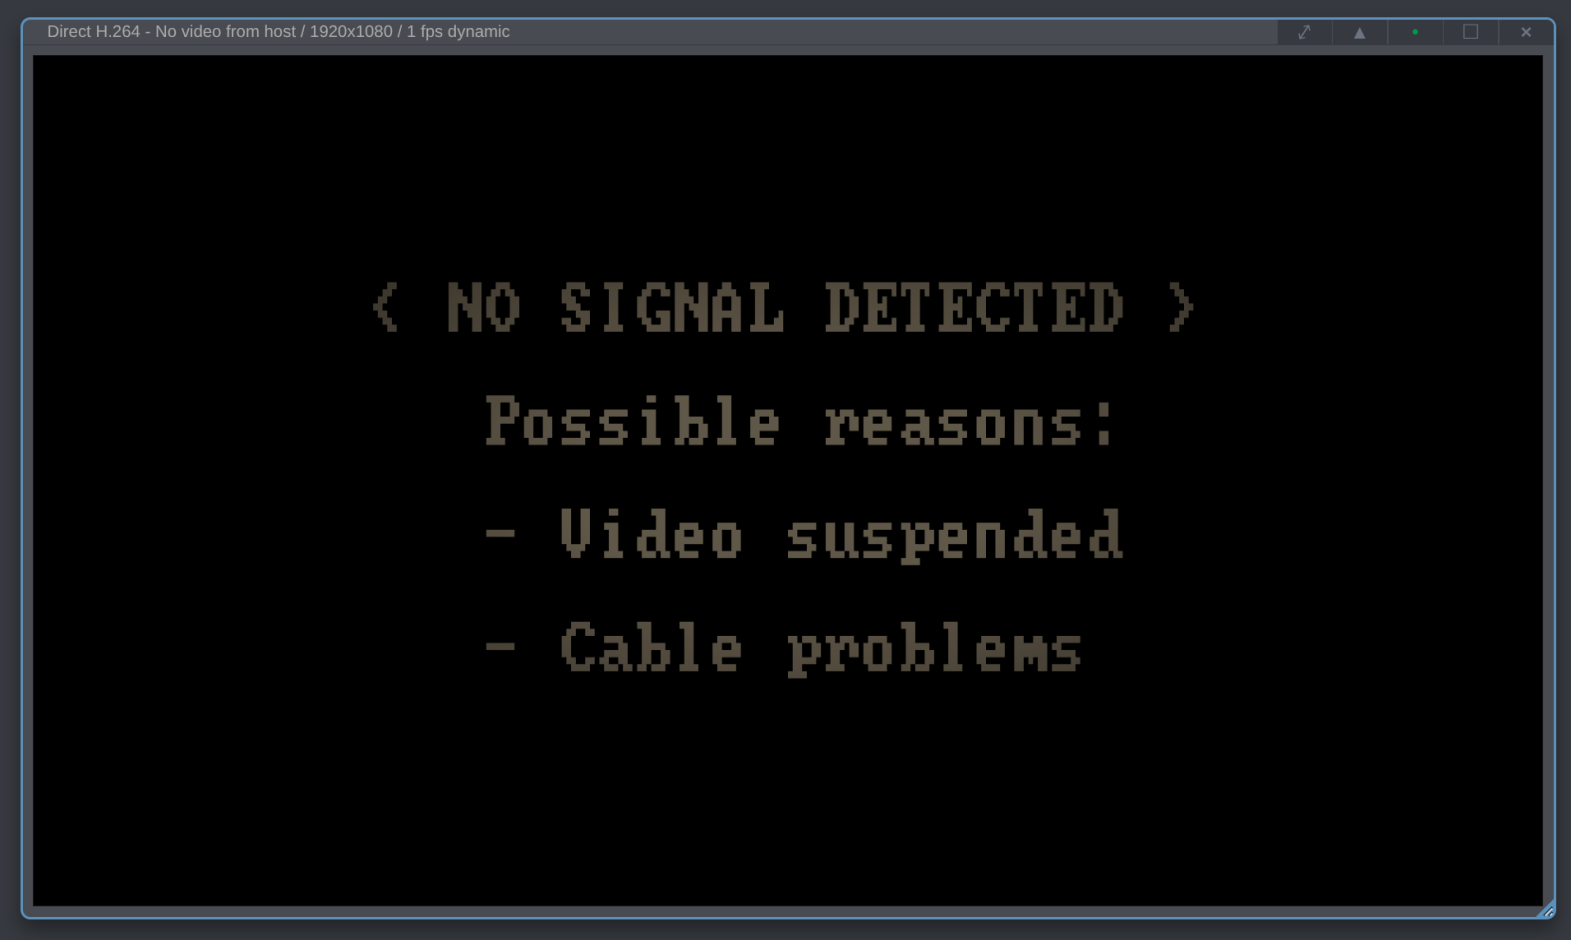 Direct H.264 - No video from host / 1920x1080 / 1 fps dynamic
< NO SIGNAL DETECTED >
Possible reasons:
- Video suspended
- Cable problems